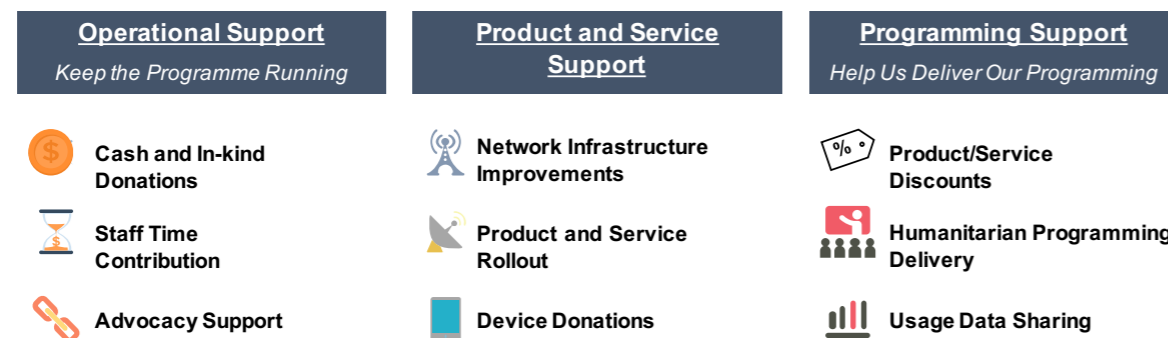 Operational Support
Keep the Programme Running
$
Cash and In-kind
Donations
$
Staff Time
Contribution
Advocacy Support
Product and Service
Support
Network Infrastructure
Improvements
Product and Service
Rollout
Device Donations
Programming Support
Help Us Deliver Our Programming
%
Product/Service
Discounts
Humanitarian Programming
Delivery
Usage Data Sharing